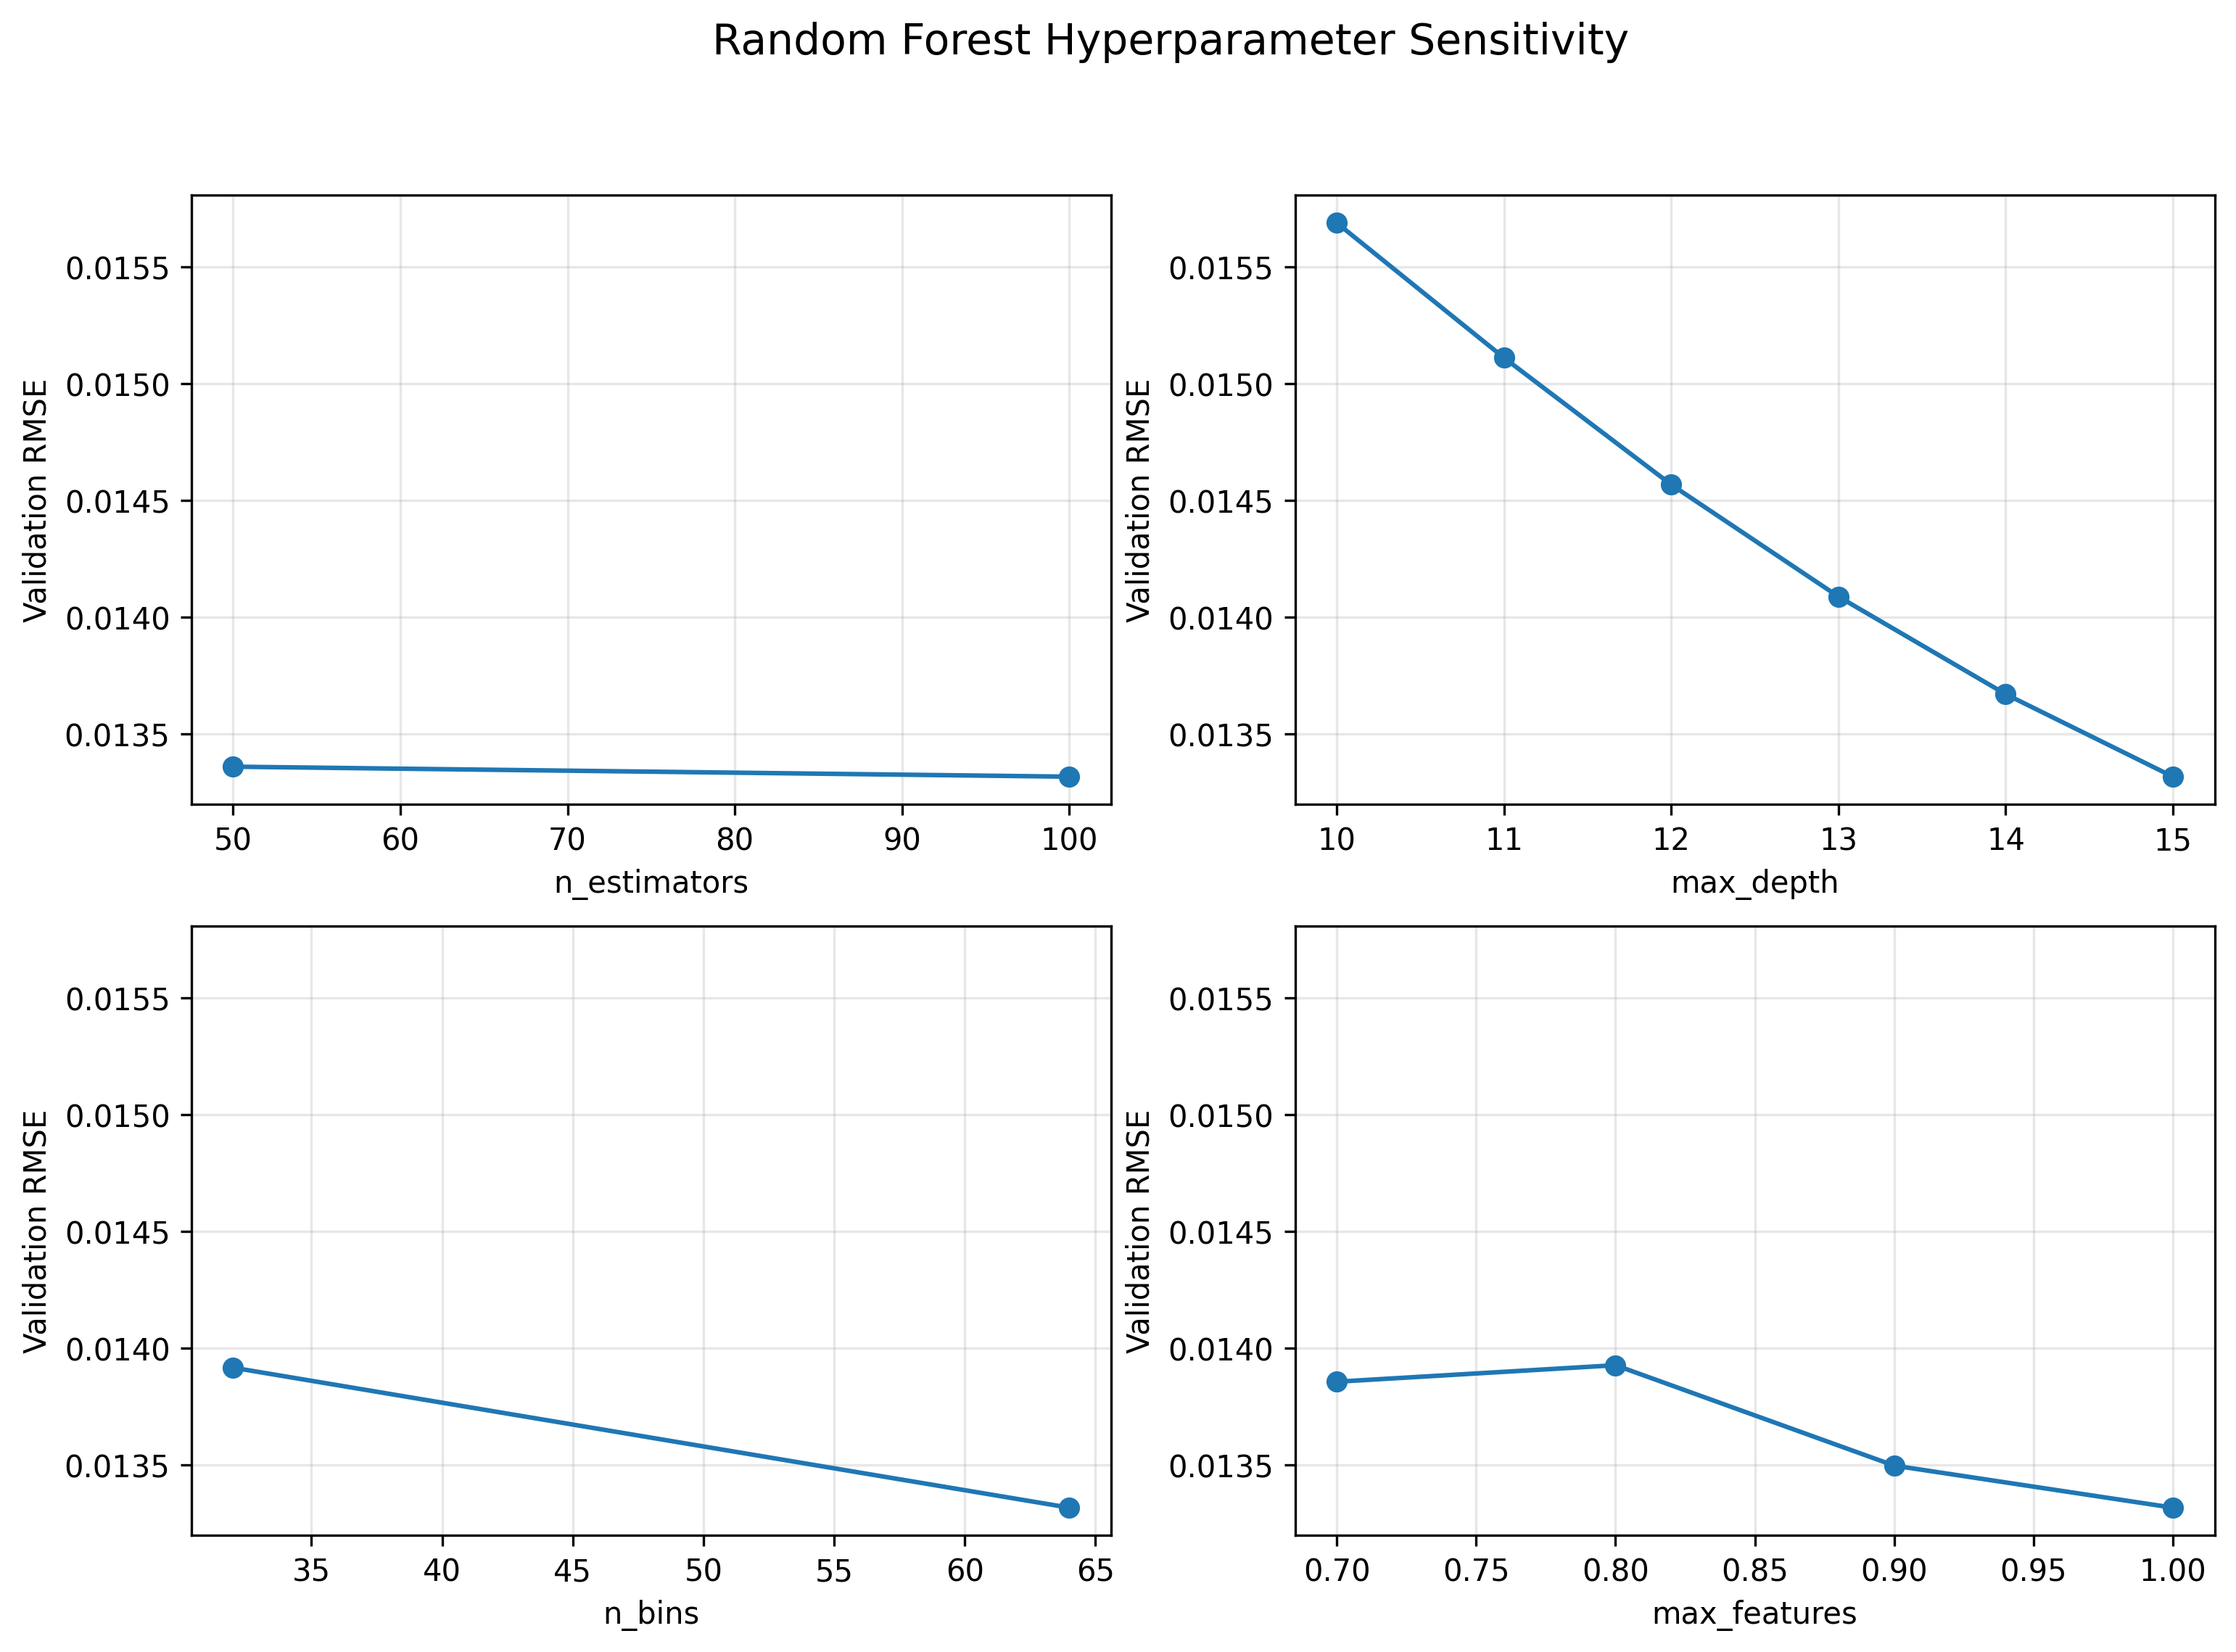 Random Forest Hyperparameter Sensitivity
Validation RMSE
0.0155
0.0150
0.0145
0.0140
0.0135
50 60 70 80 90 100
n_estimators
Validation RMSE
0.0155
0.0150
0.0145
0.0140
0.0135
10 11 12 13 14 15
max_depth
Validation RMSE
0.0155
0.0150
0.0145
0.0140
0.0135
35 40 45 50 55 60 65
n_bins
Validation RMSE
0.0155
0.0150
0.0145
0.0140
0.0135
0.70 0.75 0.80 0.85 0.90 0.95 1.00
max_features